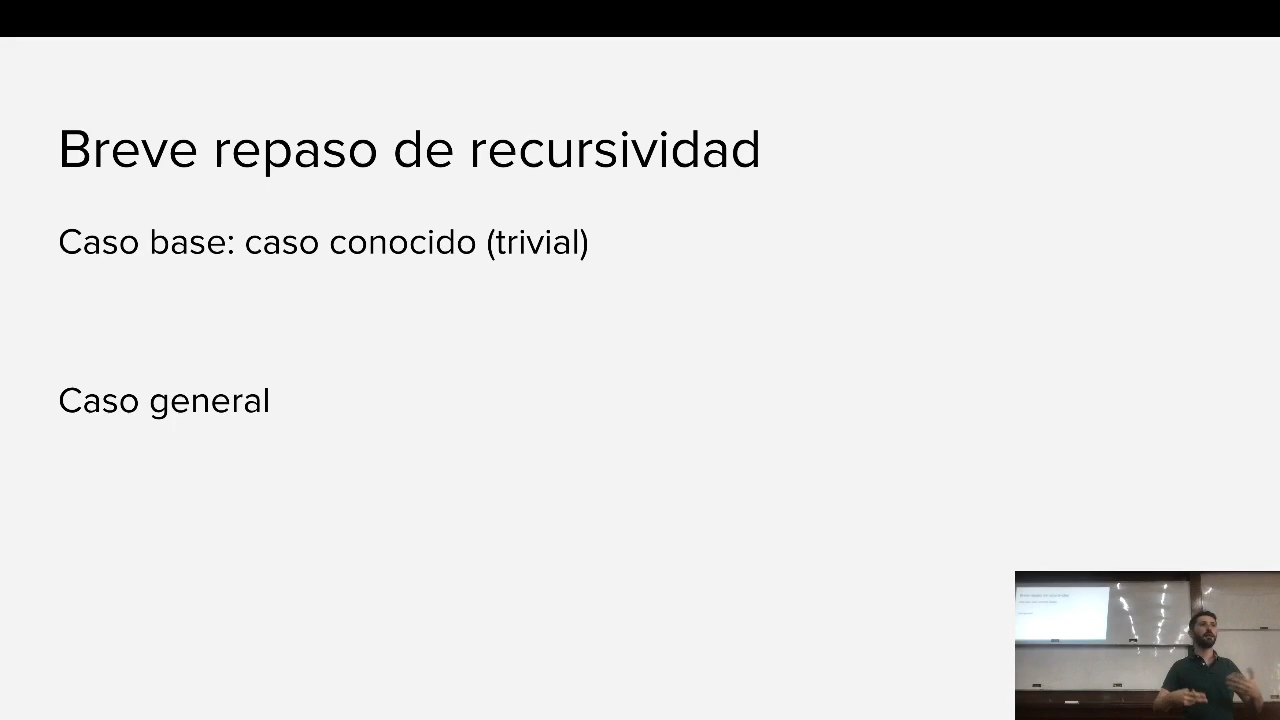 Breve repaso de recursividad
Caso base: caso conocido (trivial)
Caso general